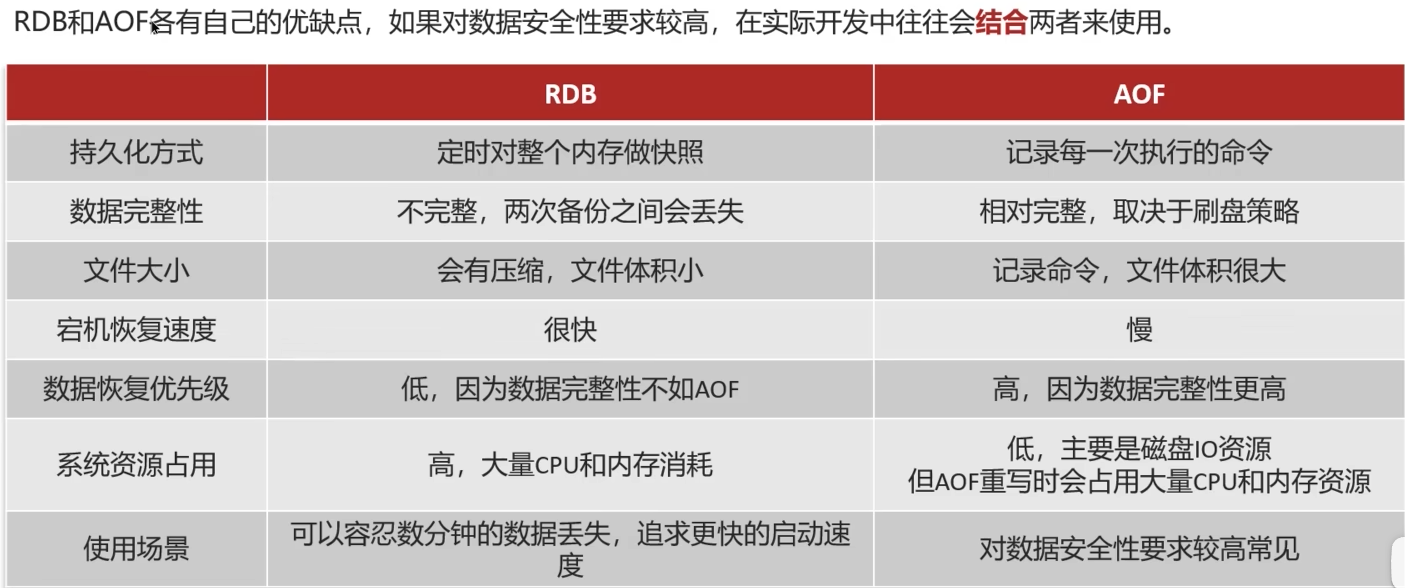 RDB和AOF各有自己的优缺点，如果对数据安全性要求较高，在实际开发中往往会结合两者来使用。
RDB AOF
持久化方式 定时对整个内存做快照 记录每一次执行的命令
数据完整性 不完整，两次备份之间会丢失 相对完整，取决于刷盘策略
文件大小 会有压缩，文件体积小 记录命令，文件体积很大
宕机恢复速度 很快 慢
数据恢复优先级 低，因为数据完整性不如AOF 高，因为数据完整性更高
系统资源占用 高，大量CPU和内存消耗 低，主要是磁盘IO资源
但AOF重写时会占用大量CPU和内存资源
使用场景 可以容忍数分钟的数据丢失，追求更快的启动速
度 对数据安全性要求较高常见